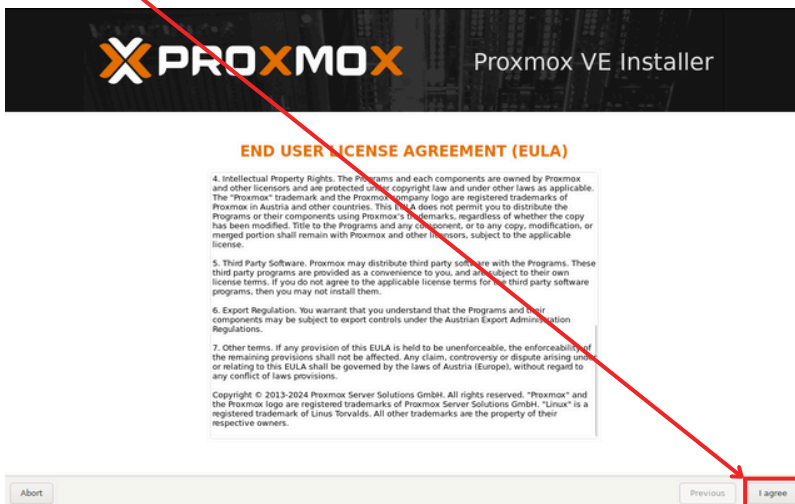 PROXMOX
Proxmox VE Installer
END USER LICENSE AGREEMENT (EULA)
4. Intellectual Property Rights. The Programs and each components are owned by Proxmox
and other licensors and are protected under copyright law and under other laws as applicable.
The "Proxmox" trademark and the Proxmox company logo are registered trademarks of
Proxmox in Austria and other countries. This EULA does not permit you to distribute the
Programs or their components using Proxmox's trademarks, regardless of whether the copy
has been modified. Title to the Programs and any component, or to any copy, modification, or
merged portion shall remain with Proxmox and other licensors, subject to the applicable
license.
5. Third Party Software. Proxmox may distribute third party software with the Programs. These
third party programs are provided as a convenience to you, and are subject to their own
license terms. If you do not agree to the applicable license terms for the third party software
programs, then you may not install them.
6. Export Regulation. You warrant that you understand that the Programs and their
components may be subject to export controls under the Austrian Export Administration
Regulations.
7. Other terms. If any provision of this EULA is held to be unenforceable, the enforceability of
the remaining provisions shall not be affected. Any claim, controversy or dispute arising under
or relating to this EULA shall be governed by the laws of Austria (Europe), without regard to
any conflict of laws provisions.
Copyright © 2013-2024 Proxmox Server Solutions GmbH. All rights reserved. "Proxmox" and
the Proxmox logo are registered trademarks of Proxmox Server Solutions GmbH. "Linux" is a
registered trademark of Linus Torvalds. All other trademarks are the property of their
respective owners.
Abort
Previous
I agree